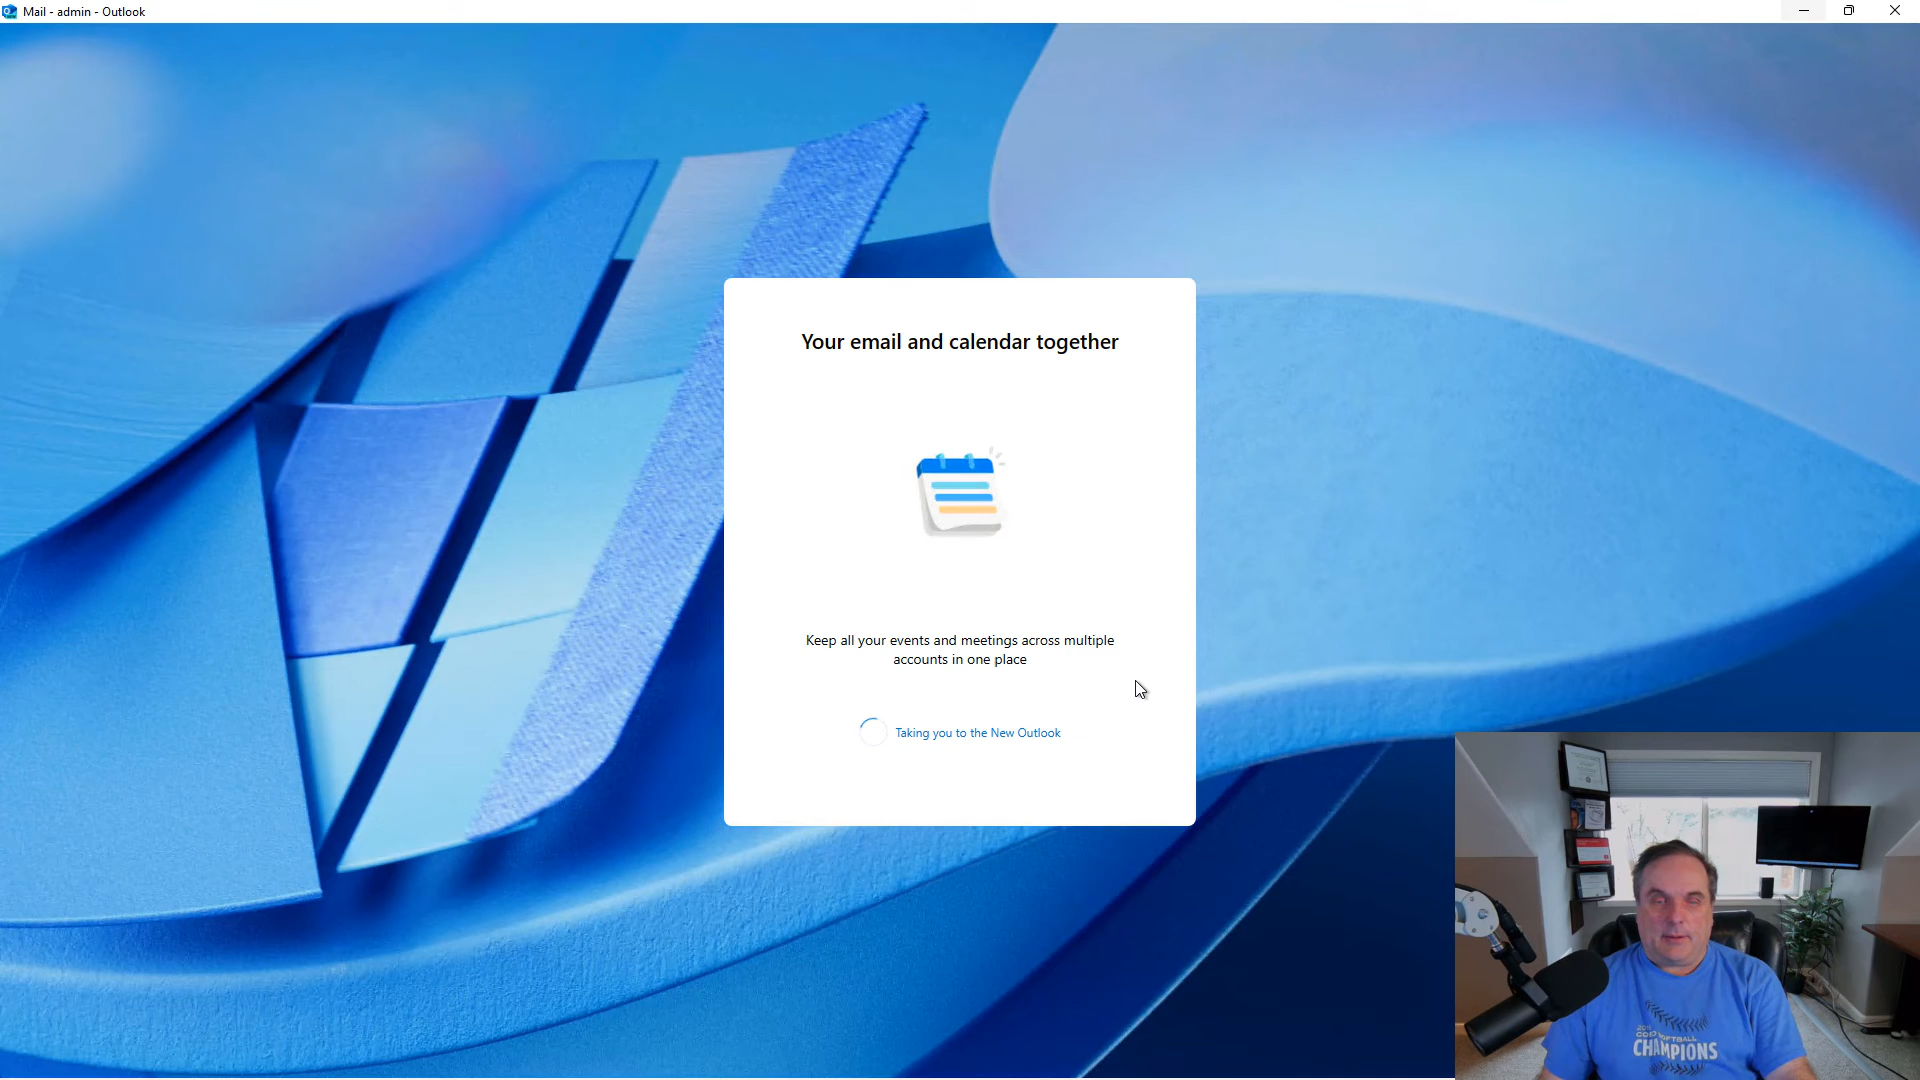 Mail - admin - Outlook
Your email and calendar together
Keep all your events and meetings across multiple
accounts in one place
Taking you to the New Outlook
CHAMPIONS